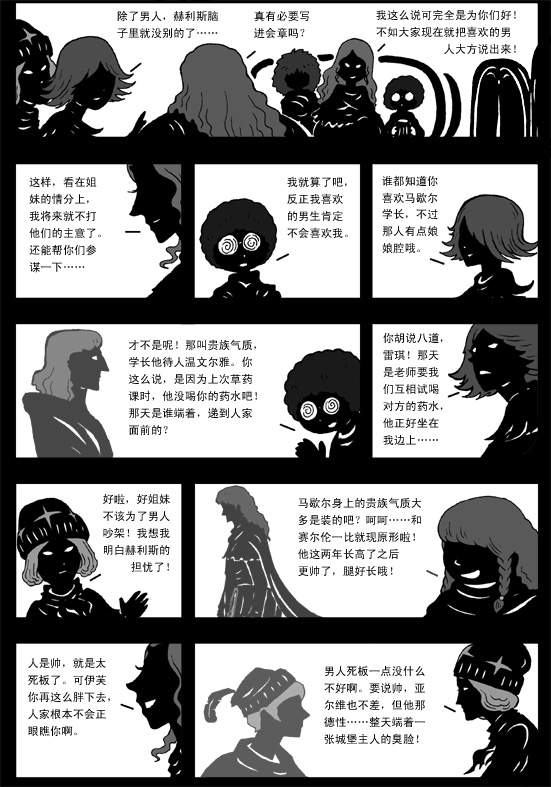 除了男人，赫利斯脑
子里就没别的了……
真有必要写
进会章吗？
我这么说可完全是为你们好！
不如大家现在就把喜欢的男
人大方说出来！
这样，看在姐
妹的情分上，
我将来就不打
他们的主意了。
还能帮你们参
谋一下……
我就算了吧，
反正我喜欢
的男生肯定
不会喜欢我。
谁都知道你
喜欢马歇尔
学长，不过
那人有点娘
娘腔哦。
才不是呢！那叫贵族气质，
学长他待人温文尔雅。你
这么说，是因为上次草药
课时，他没喝你的药水吧！
那天是谁端着，递到人家
面前的？
你胡说八道，
雷琪！那天
是老师要我
们互相试喝
对方的药水，
他正好坐在
我边上……
好啦，好姐妹
不该为了男人
吵架！我想我
明白赫利斯的
担忧了！
马歇尔身上的贵族气质大
多是装的吧？呵呵……和
赛尔伦一比就现原形啦！
他这两年长高了之后
更帅了，腿好长哦！
人是帅，就是太
死板了。可伊芙
你再这么胖下去，
人家根本不会正
眼瞧你啊。
男人死板一点没什么
不好啊。要说帅，亚
尔维也不差，但他那
德性……整天端着一
张城堡主人的臭脸！